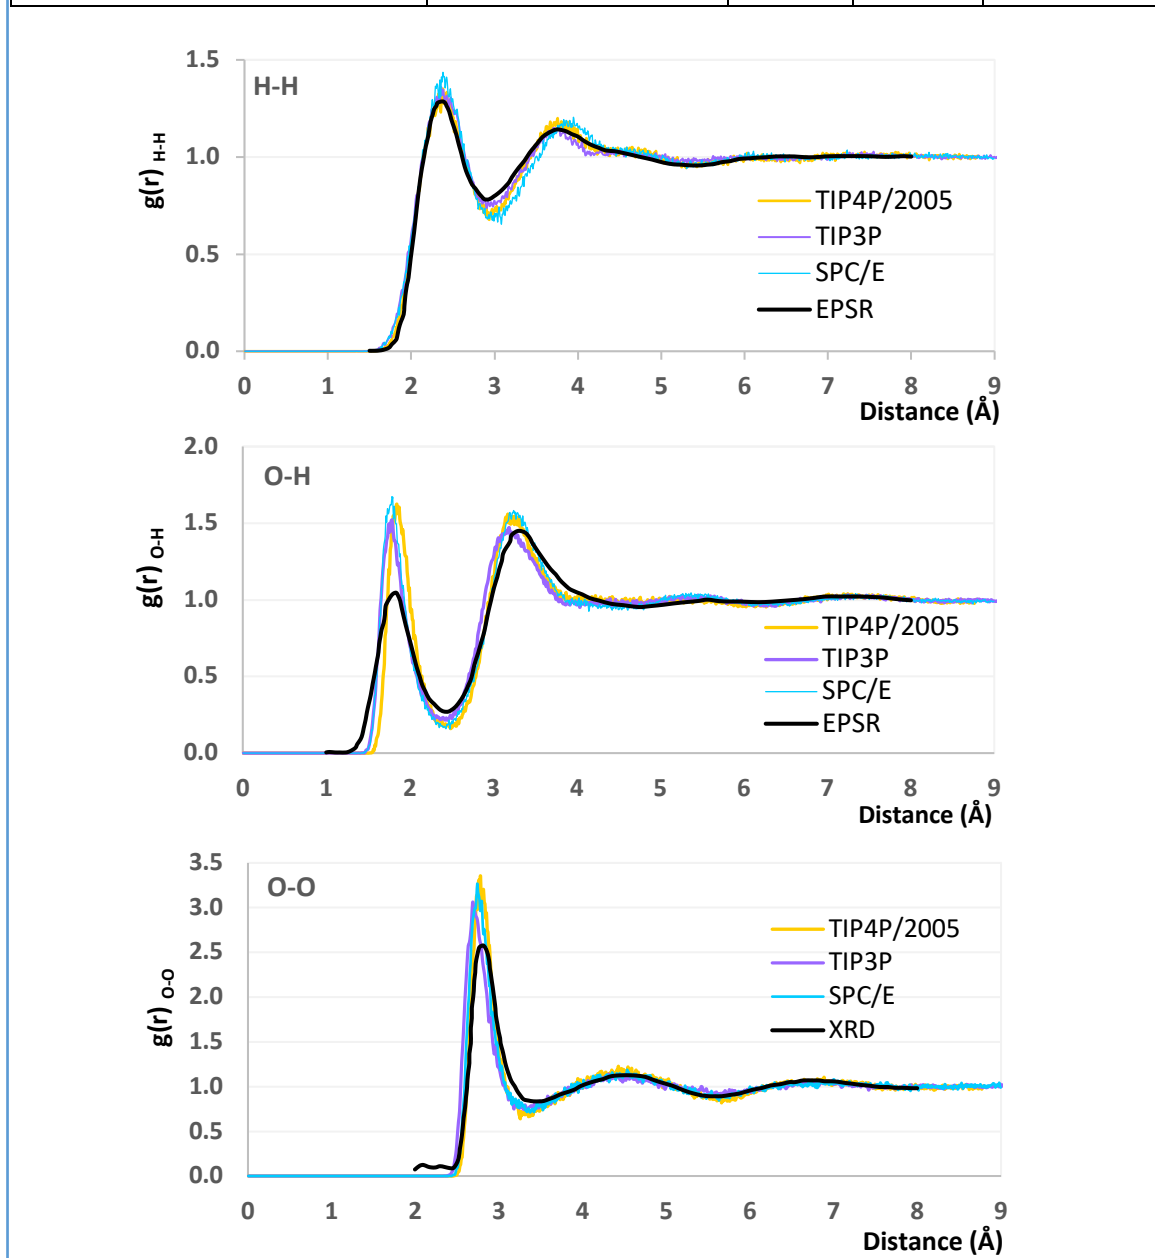 H-H
1.5
1.0
0.5
0.0
g(r) H-H
TIP4P/2005
TIP3P
SPC/E
EPSR
0 1 2 3 4 5 6 7 8 9
Distance (Å)
O-H
2.0
1.5
1.0
0.5
0.0
g(r) O-H
TIP4P/2005
TIP3P
SPC/E
EPSR
0 1 2 3 4 5 6 7 8 9
Distance (Å)
O-O
3.5
3.0
2.5
2.0
1.5
1.0
0.5
0.0
g(r) O-O
TIP4P/2005
TIP3P
SPC/E
XRD
0 1 2 3 4 5 6 7 8 9
Distance (Å)